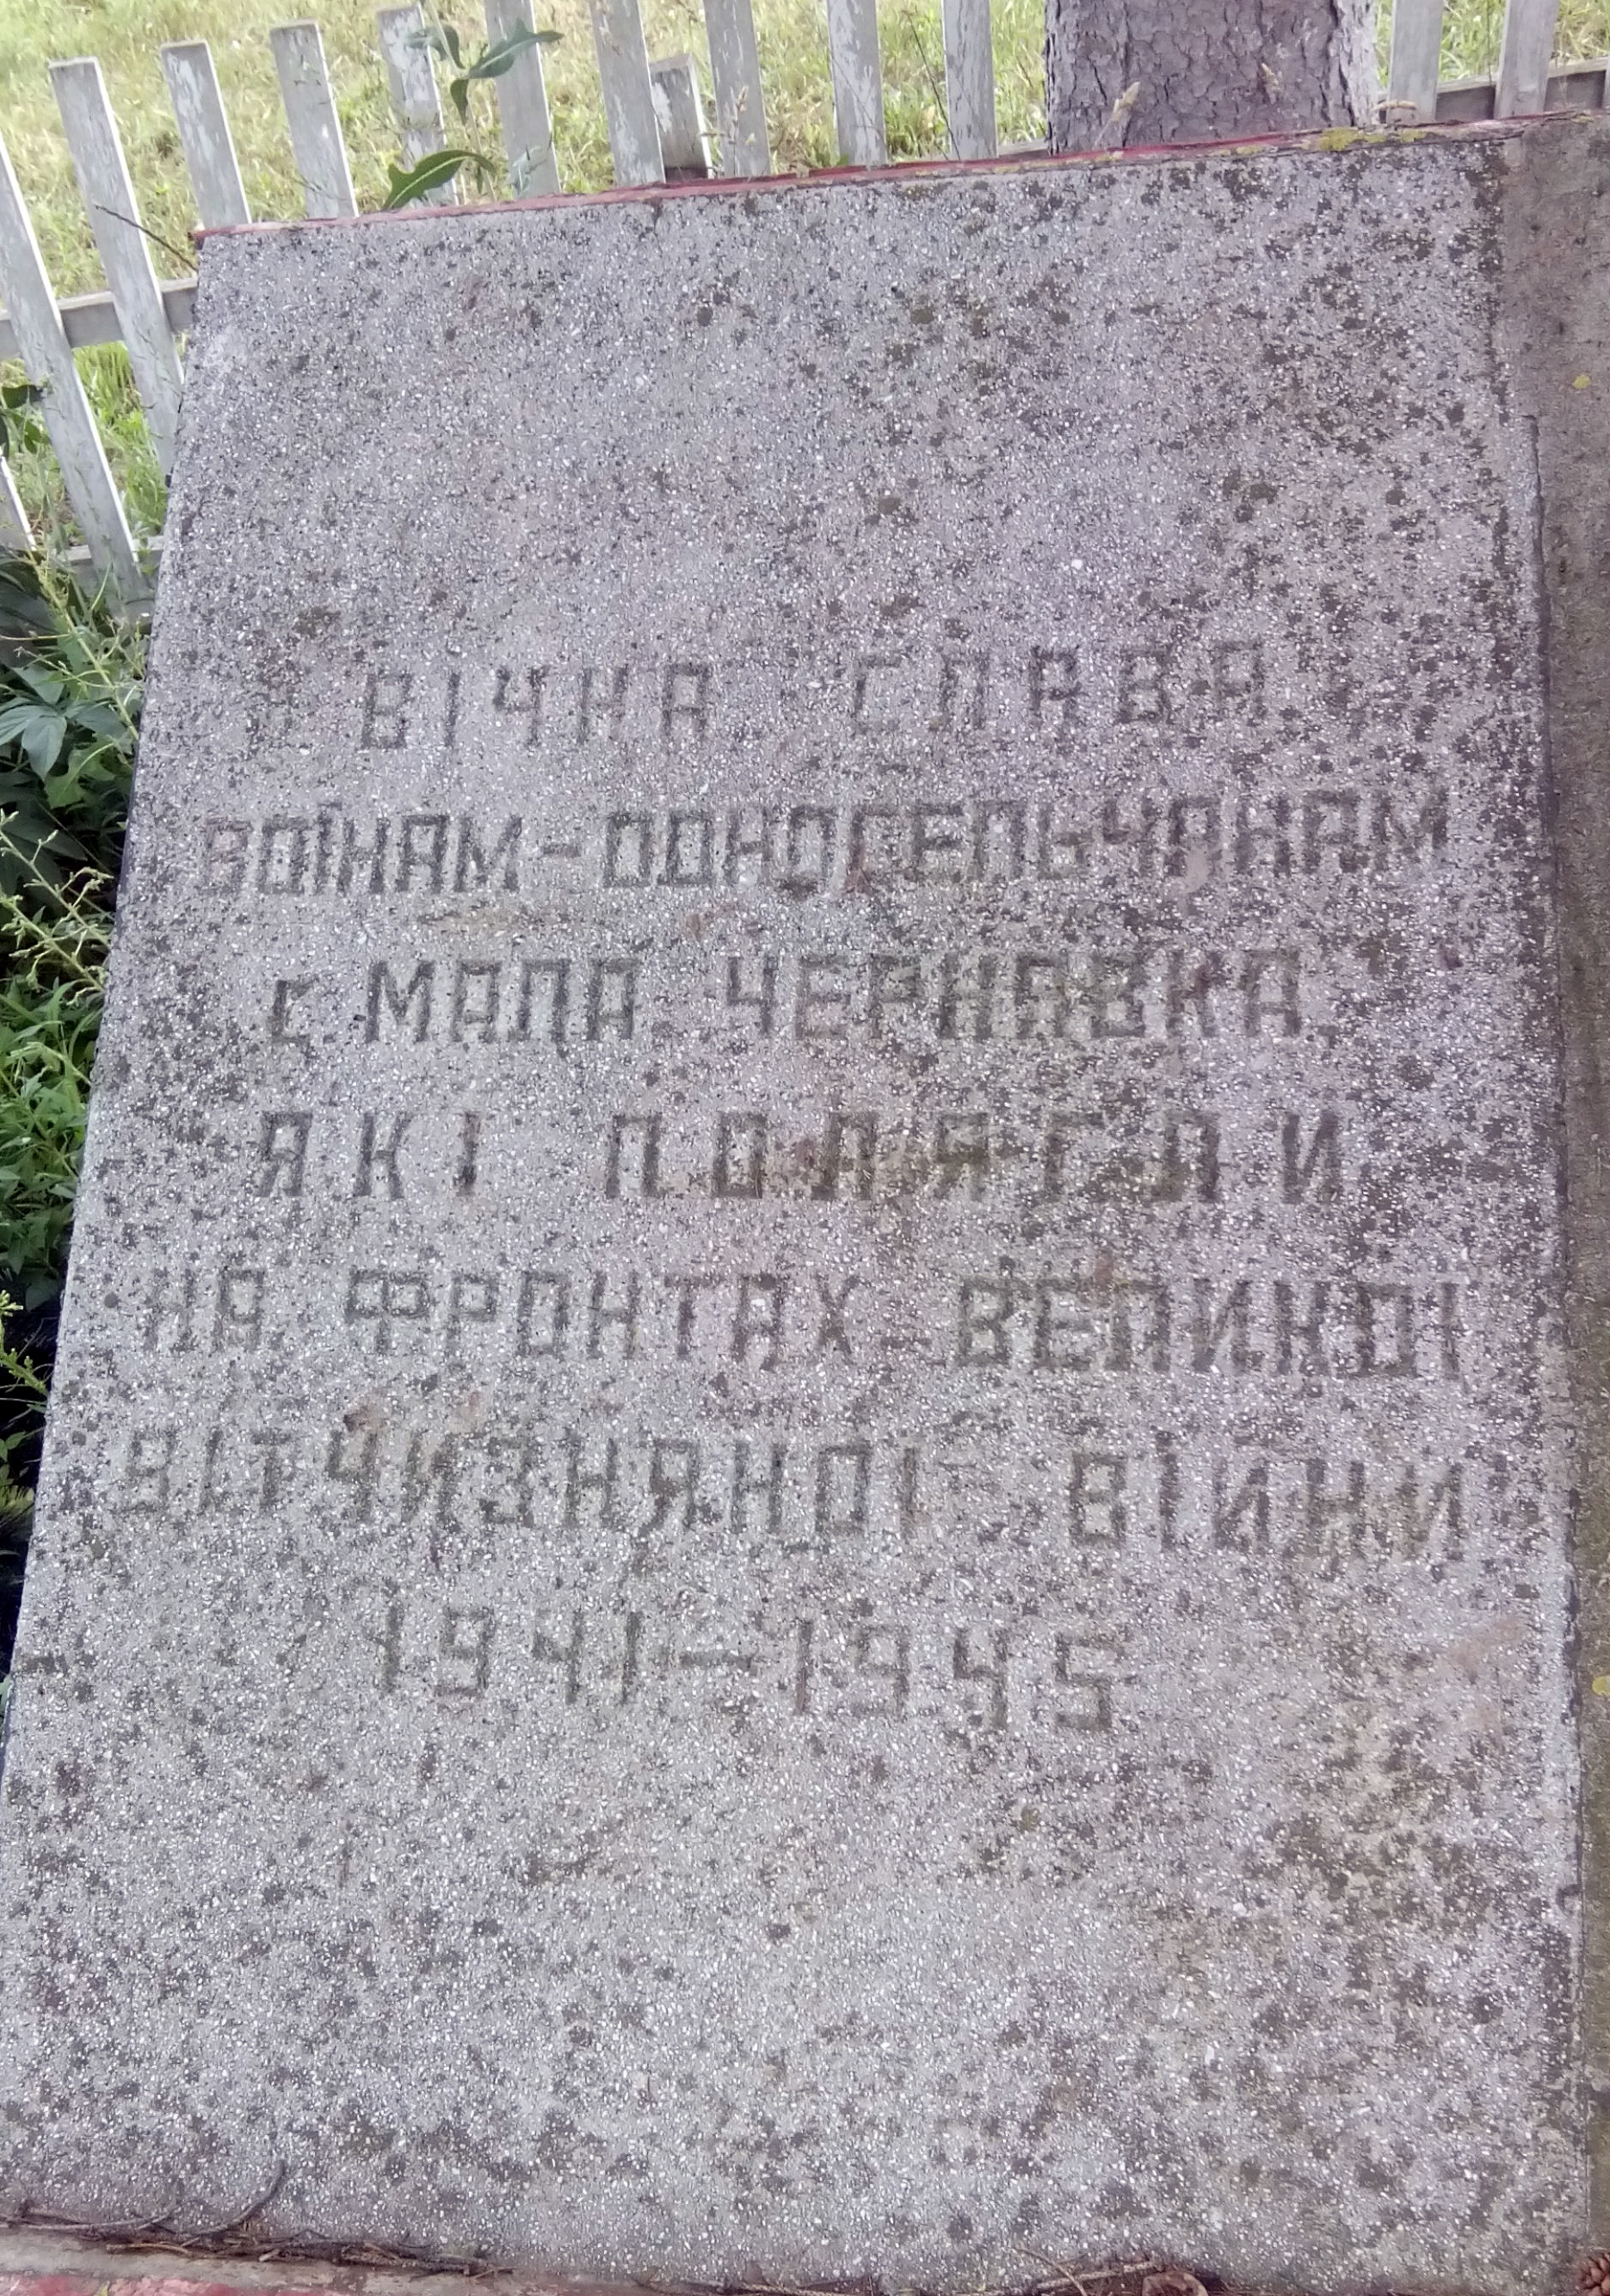 ВІЧНА СЛАВА
ВОЇНАМ-ОДНОСЕЛЬЧАНАМ
с. МАЛА ЧЕРНАВКА
ЯКІ ПОЛЯГЛИ
НА ФРОНТАХ ВЕЛИКОЇ
ВІТЧИЗНЯНОЇ ВІЙНИ
1941-1945